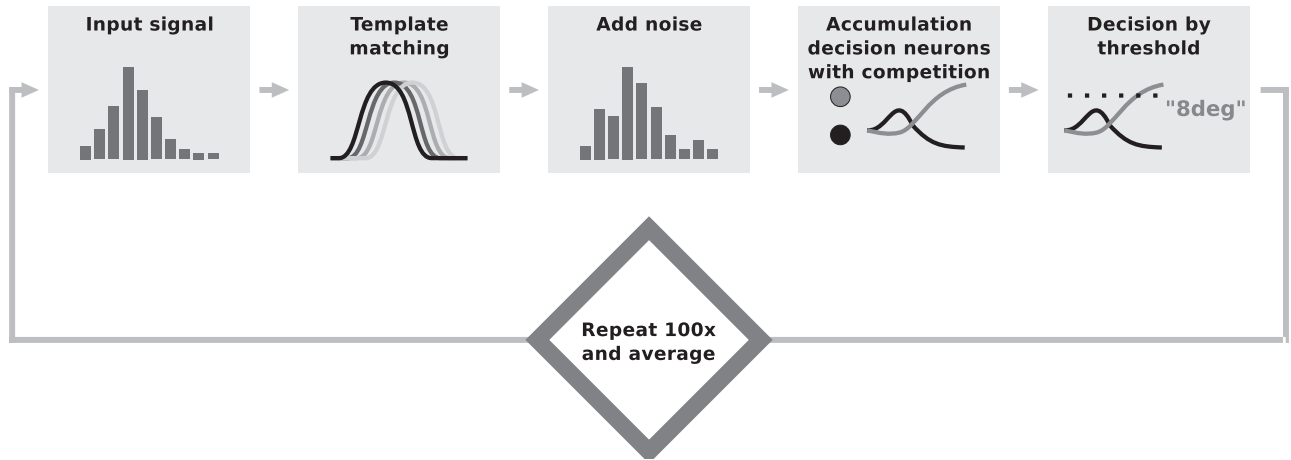 Input signal
Template
matching
Add noise
Accumulation
decision neurons
with competition
Decision by
threshold
"8deg"
Repeat 100x
and average